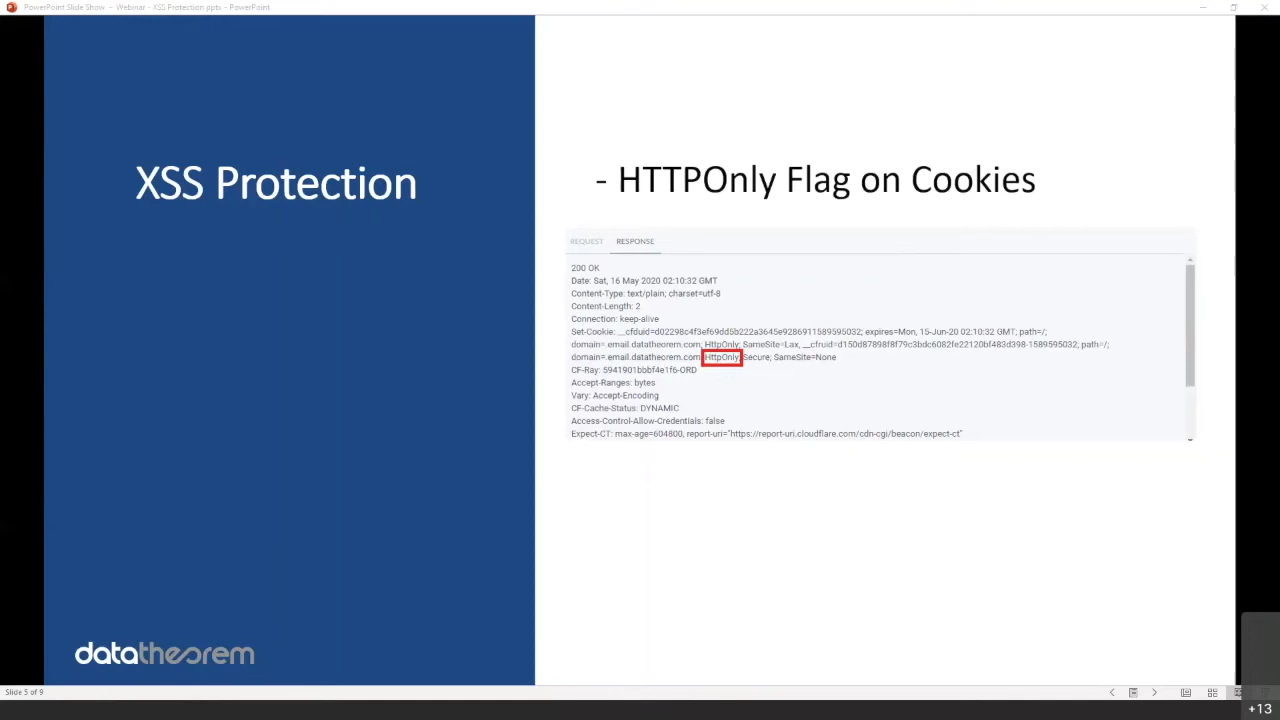 PowerPoint Slide Show - Webinar - XSS Protection.pptx - PowerPoint
XSS Protection
- HTTPOnly Flag on Cookies
REQUEST RESPONSE
200 OK
Date: Sat, 16 May 2020 02:10:32 GMT
Content-Type: text/plain; charset=utf-8
Content-Length: 2
Connection: keep-alive
Set-Cookie: __cfduid=d02298c4f3ef69dd5b222a3645e9286911589595032; expires=Mon, 15-Jun-20 02:10:32 GMT; path=/;
domain=.email.datatheorem.com; HttpOnly; SameSite=Lax, __cfruid=d150d87898f8f79c3bdc6082fe22120bf483d398-1589595032; path=/;
domain=.email.datatheorem.com; HttpOnly; Secure; SameSite=None
CF-Ray: 5941901bbbf4e1f6-ORD
Accept-Ranges: bytes
Vary: Accept-Encoding
CF-Cache-Status: DYNAMIC
Access-Control-Allow-Credentials: false
Expect-CT: max-age=604800, report-uri="https://report-uri.cloudflare.com/cdn-cgi/beacon/expect-ct"
datatheorem
Slide 5 of 9
+13